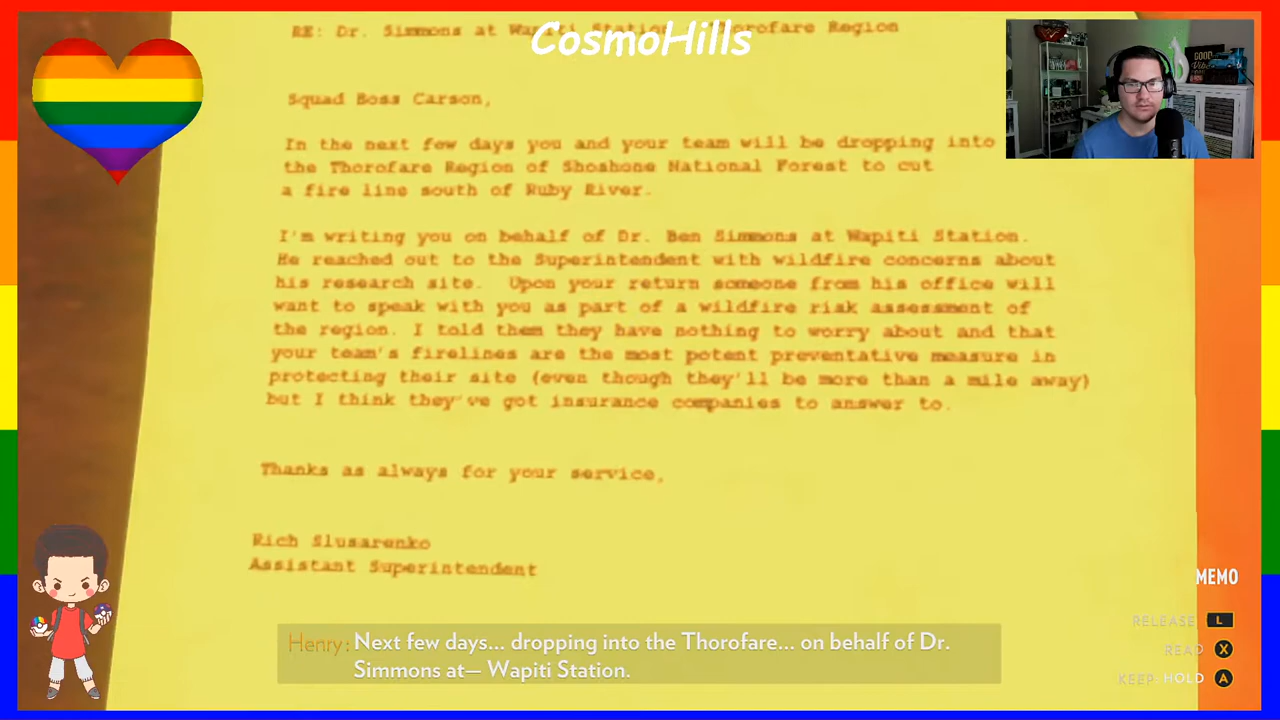 CosmoHills
RE: Dr. Simmons at Wapiti Station, Thorofare Region
Squad Boss Carson,
In the next few days you and your team will be dropping into
the Thorofare Region of Shoshone National Forest to cut
a fire line south of Ruby River.
I'm writing you on behalf of Dr. Ben Simmons at Wapiti Station.
He reached out to the Superintendent with wildfire concerns about
his research site. Upon your return someone from his office will
want to speak with you as part of a wildfire risk assessment of
the region. I told them they have nothing to worry about and that
your team's firelines are the most potent preventative measure in
protecting their site (even though they'll be more than a mile away)
but I think they've got insurance companies to answer to.
Thanks as always for your service,
Rich Slusarenko
Assistant Superintendent
MEMO
RELEASE L
READ X
KEEP: HOLD A
Henry: Next few days... dropping into the Thorofare... on behalf of Dr.
Simmons at— Wapiti Station.
GOOD